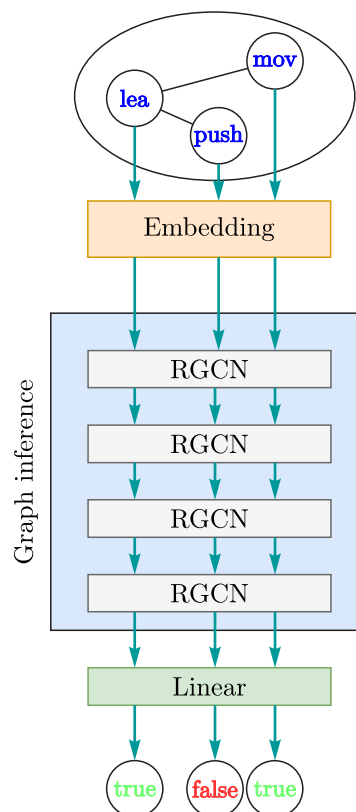 mov
lea
push
Embedding
Graph inference
RGCN
RGCN
RGCN
RGCN
Linear
true
false
true